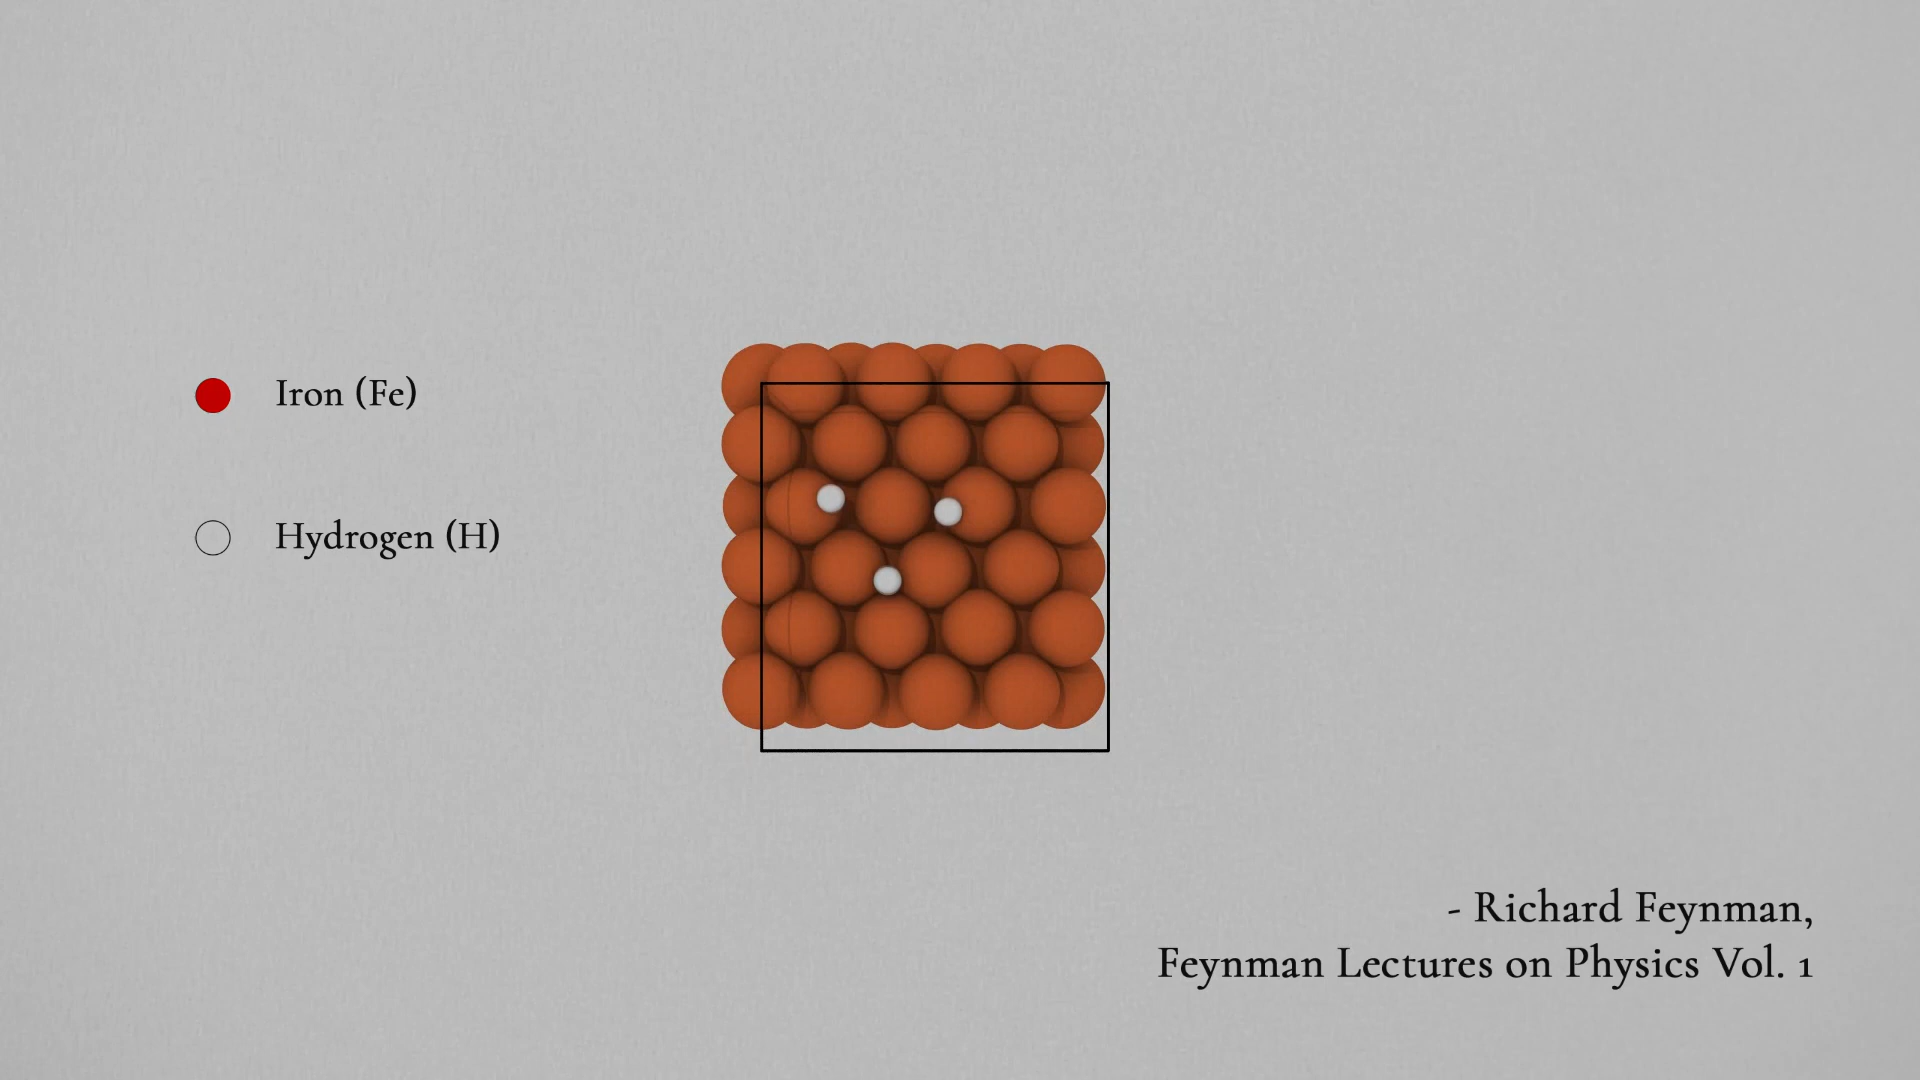 Iron (Fe)
Hydrogen (H)
- Richard Feynman,
Feynman Lectures on Physics Vol. 1